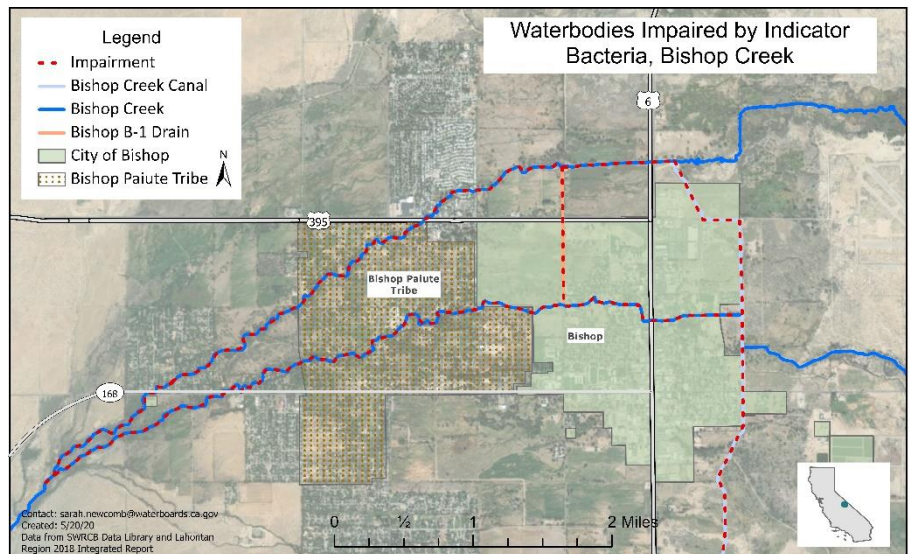 Waterbodies Impaired by Indicator
Bacteria, Bishop Creek
Legend
Impairment
Bishop Creek Canal
Bishop Creek
Bishop B-1 Drain
City of Bishop
Bishop Paiute Tribe
N
6
395
Bishop Paiute
Tribe
Bishop
168
Contact: sarah.newcomb@waterboards.ca.gov
Created: 5/20/20
Data from SWRCB Data Library and Lahontan
Region 2018 Integrated Report
0 ½ 1 2 Miles